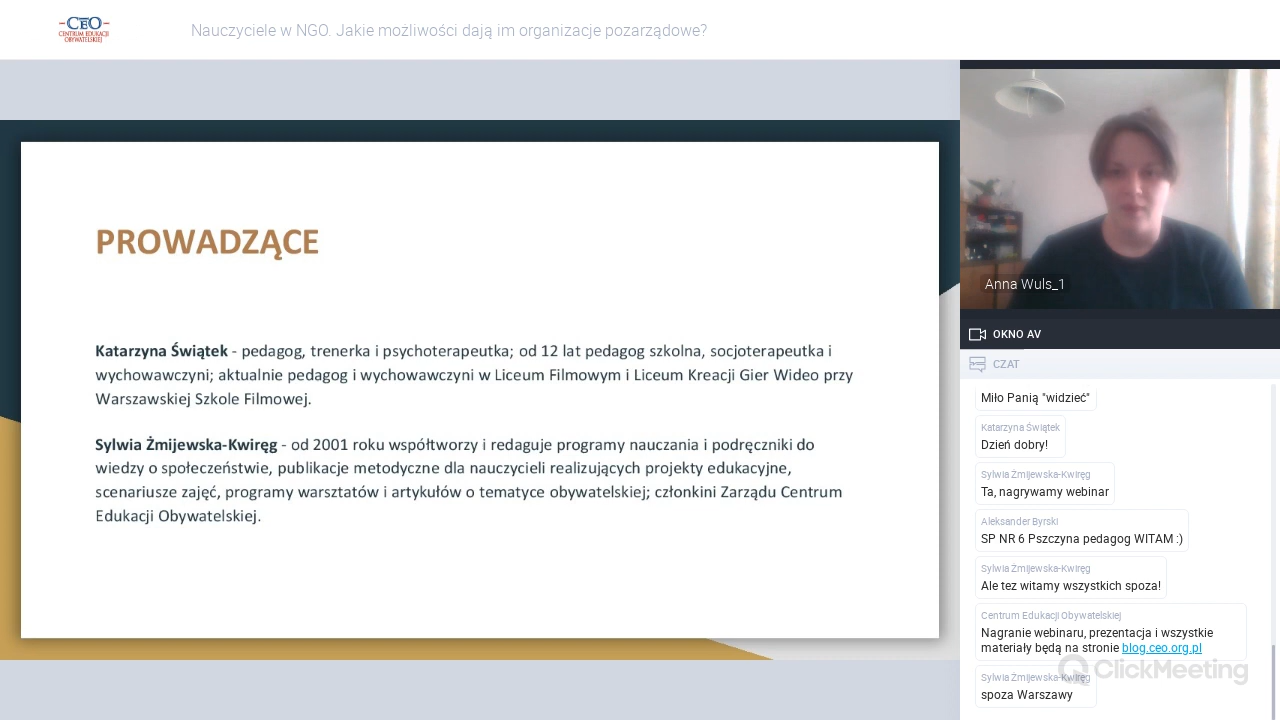 CEO
CENTRUM EDUKACJI
OBYWATELSKIEJ
Nauczyciele w NGO. Jakie możliwości dają im organizacje pozarządowe?
PROWADZĄCE
Katarzyna Świątek - pedagog, trenerka i psychoterapeutka; od 12 lat pedagog szkolna, socjoterapeutka i
wychowawczyni; aktualnie pedagog i wychowawczyni w Liceum Filmowym i Liceum Kreacji Gier Wideo przy
Warszawskiej Szkole Filmowej.
Sylwia Żmijewska-Kwiręg - od 2001 roku współtworzy i redaguje programy nauczania i podręczniki do
wiedzy o społeczeństwie, publikacje metodyczne dla nauczycieli realizujących projekty edukacyjne,
scenariusze zajęć, programy warsztatów i artykułów o tematyce obywatelskiej; członkini Zarządu Centrum
Edukacji Obywatelskiej.
Anna Wuls_1
OKNO AV
CZAT
Miło Panią "widzieć"
Katarzyna Świątek
Dzień dobry!
Sylwia Żmijewska-Kwiręg
Ta, nagrywamy webinar
Aleksander Byrski
SP NR 6 Pszczyna pedagog WITAM :)
Sylwia Żmijewska-Kwiręg
Ale tez witamy wszystkich spoza!
Centrum Edukacji Obywatelskiej
Nagranie webinaru, prezentacja i wszystkie
materiały będą na stronie blog.ceo.org.pl
ClickMeeting
Sylwia Żmijewska-Kwiręg
spoza Warszawy